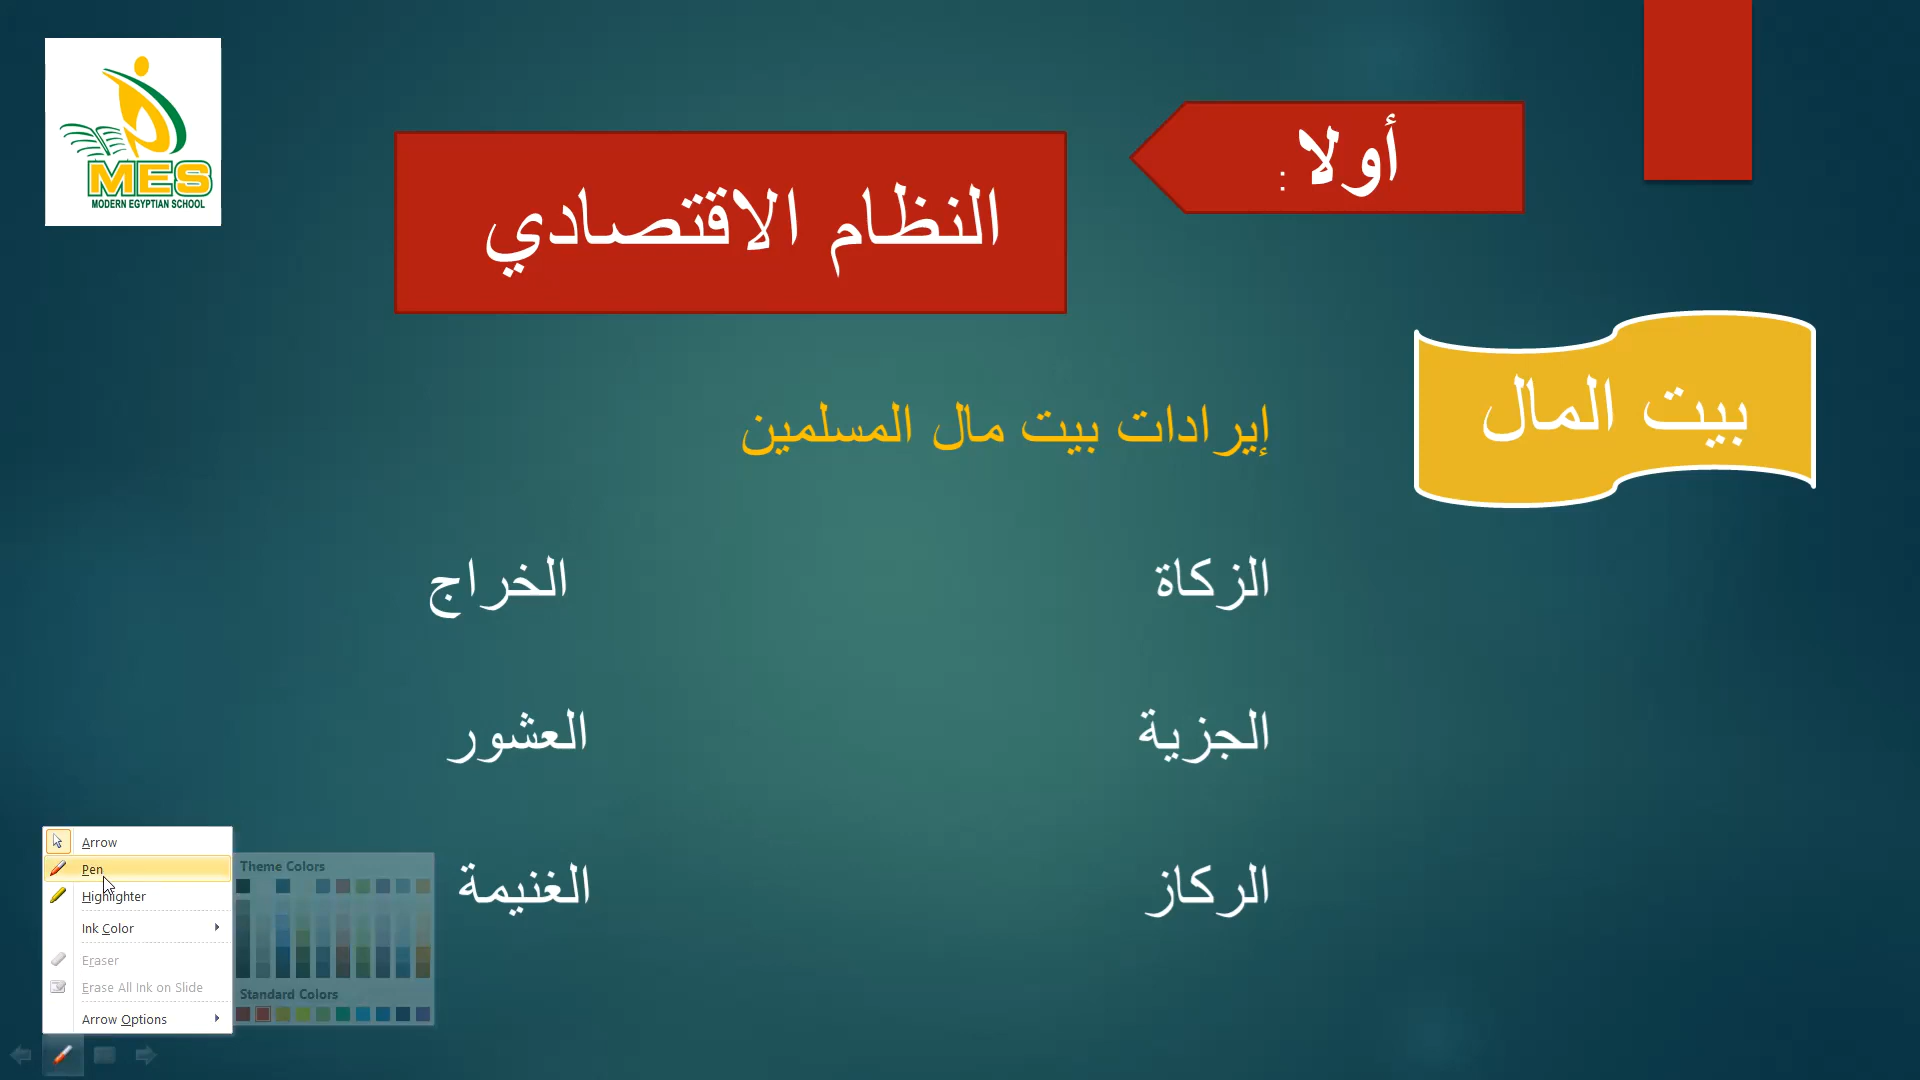 MES
MODERN EGYPTIAN SCHOOL
أولا :
النظام الاقتصادي
بيت المال
إيرادات بيت مال المسلمين
الزكاة
الخراج
الجزية
العشور
الركاز
الغنيمة
Arrow
Pen
Highlighter
Ink Color
Eraser
Erase All Ink on Slide
Arrow Options
Theme Colors
Standard Colors